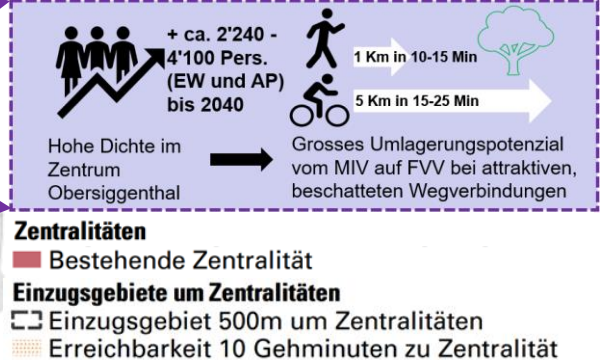 + ca. 2'240 -
4'100 Pers.
(EW und AP)
bis 2040
1 Km in 10-15 Min
5 Km in 15-25 Min
Hohe Dichte im
Zentrum
Obersiggenthal
Grosses Umlagerungspotenzial
vom MIV auf FVV bei attraktiven,
beschatteten Wegverbindungen
Zentralitäten
Bestehende Zentralität
Einzugsgebiete um Zentralitäten
Einzugsgebiet 500m um Zentralitäten
Erreichbarkeit 10 Gehminuten zu Zentralität